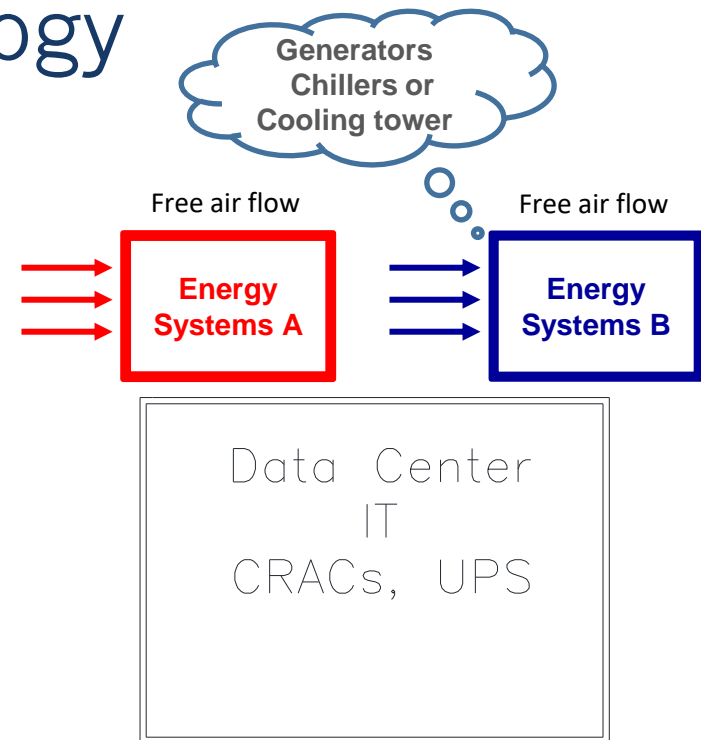 ogy
Generators
Chillers or
Cooling tower
Free air flow
Free air flow
Energy
Systems A
Energy
Systems B
Data Center
IT
CRACs, UPS